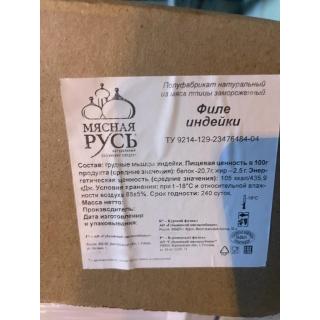 Полуфабрикат натуральный
из мяса птицы замороженный
МЯСНАЯ
РУСЬ
Филе
индейки
ТУ 9214-129-23476484-04
Состав: грудные мышцы индейки. Пищевая ценность в 100г
продукта (средние значения): белок -20,7г, жир -2,5г. Энер-
гетическая ценность (средние значения): 105 ккал/435,9
кДж. Условия хранения: при t -18°С и относительной влаж-
ности воздуха 85±5%. Срок годности: 240 суток.
Масса нетто:
Производитель:
Дата изготовления
и упаковывания: